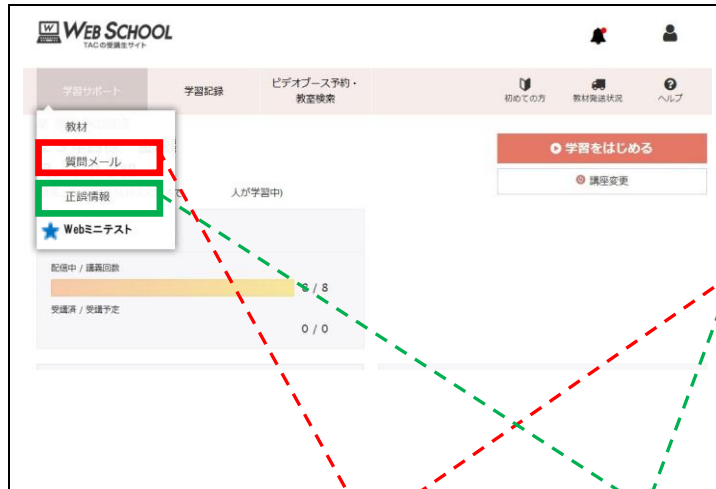 WEB SCHOOL
TACの受講生サイト
学習サポート
学習記録
ビデオブース予約・
教室検索
初めての方
教材発送状況
ヘルプ
教材
質問メール
正誤情報
Webミニテスト
人が学習中)
学習をはじめる
講座変更
配信中 / 講義回数
8 / 8
受講済 / 受講予定
0 / 0